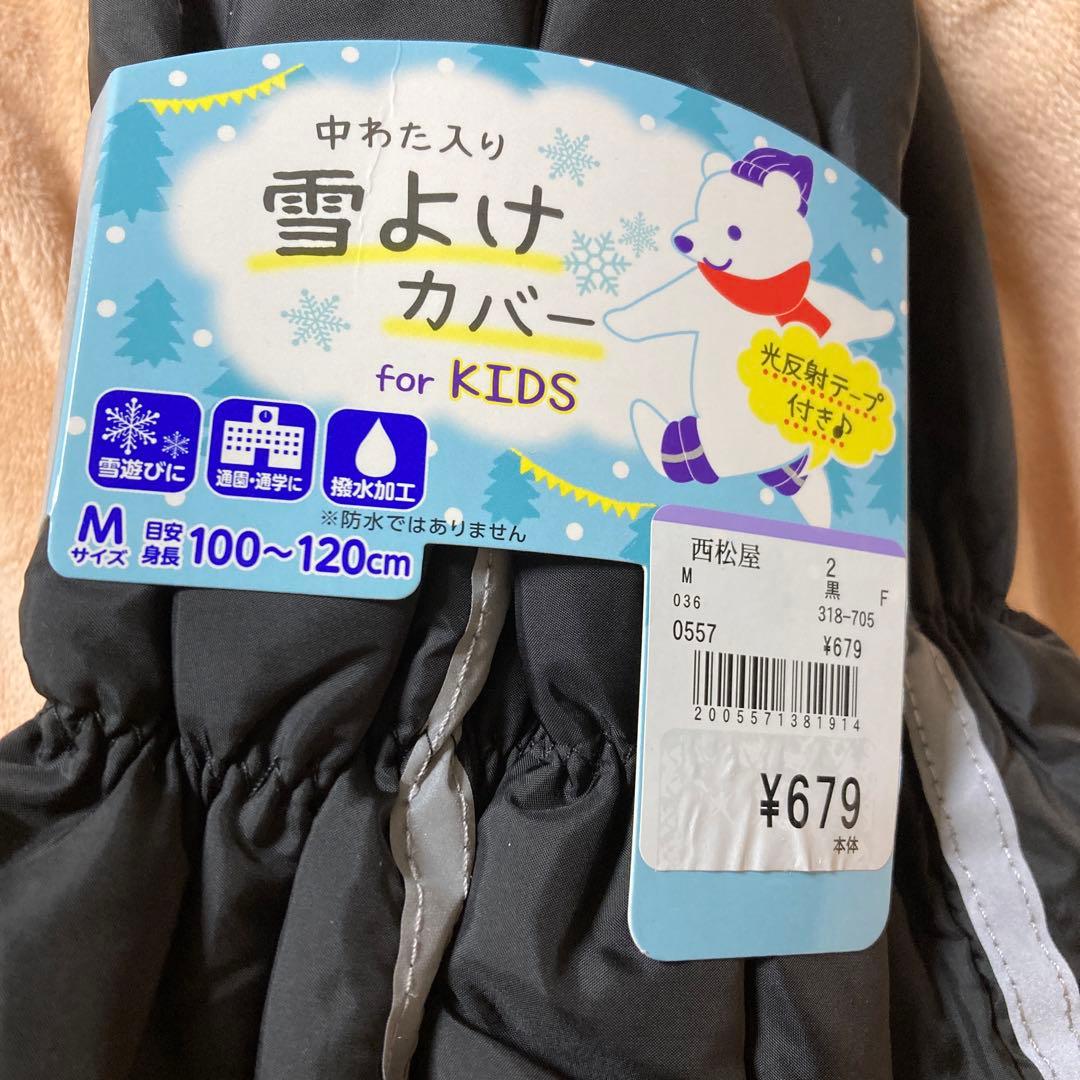 中わた入り
雪よけ
カバー
for KIDS
光反射テープ
付き♪
雪遊びに
通園・通学に
撥水加工
※防水ではありません
Mサイズ 目安身長 100〜120cm
西松屋 2
M 黒 F
036 318-705
0557 ¥679
2005571381914
¥679
本体